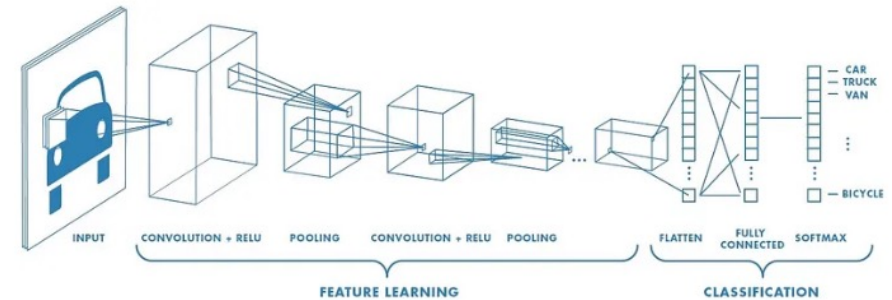 CAR
TRUCK
VAN
BICYCLE
INPUT
CONVOLUTION + RELU
POOLING
CONVOLUTION + RELU
POOLING
FLATTEN
FULLY
CONNECTED
SOFTMAX
FEATURE LEARNING
CLASSIFICATION